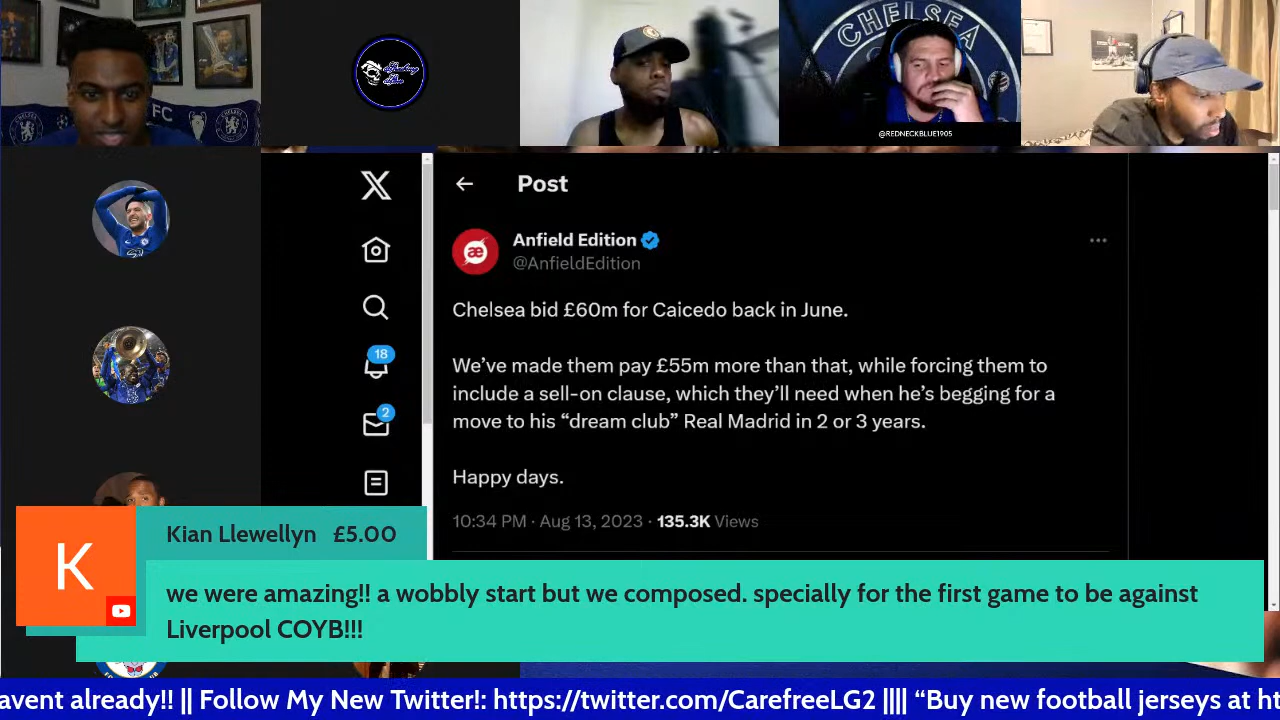 CHELSEA
FC
@REDNECKBLUE1905
Post
æ
Anfield Edition
@AnfieldEdition
Chelsea bid £60m for Caicedo back in June.
We’ve made them pay £55m more than that, while forcing them to
include a sell-on clause, which they’ll need when he’s begging for a
move to his “dream club” Real Madrid in 2 or 3 years.
Happy days.
10:34 PM · Aug 13, 2023 · 135.3K Views
18
2
K
Kian Llewellyn £5.00
we were amazing!! a wobbly start but we composed. specially for the first game to be against
Liverpool COYB!!!
avent already!! || Follow My New Twitter!: https://twitter.com/CarefreeLG2 |||| “Buy new football jerseys at ht